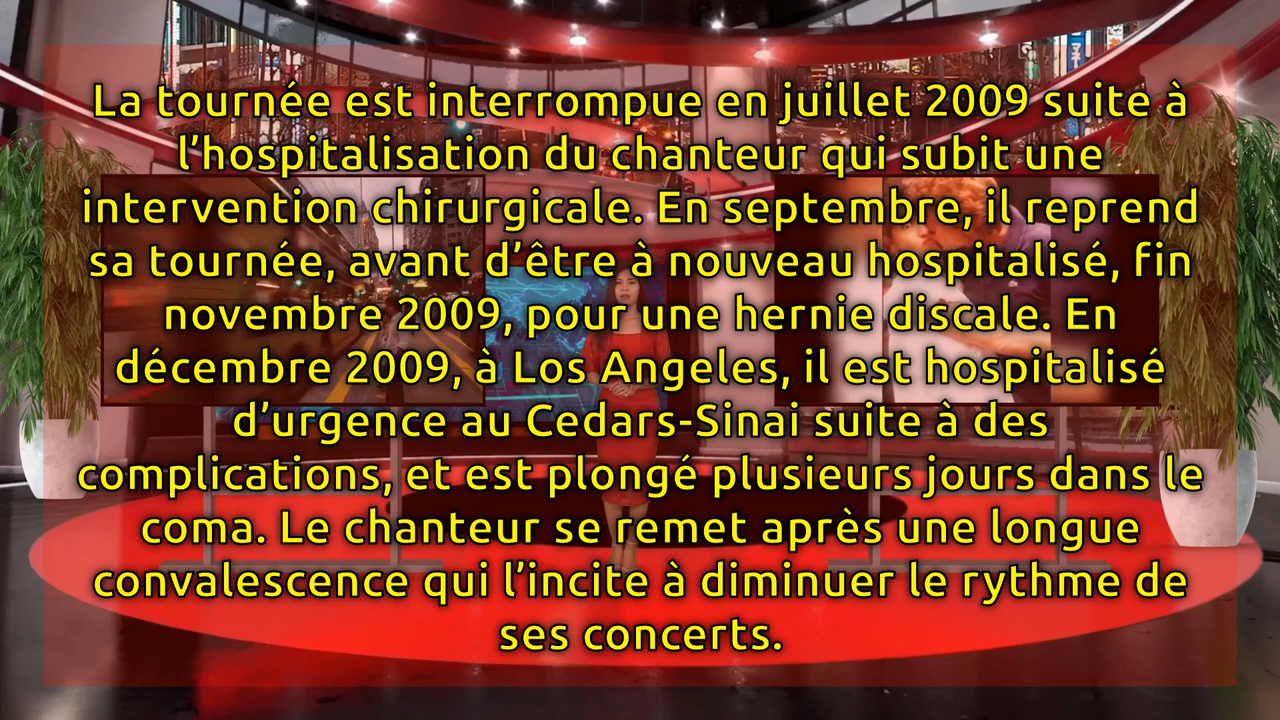 La tournée est interrompue en juillet 2009 suite à
l’hospitalisation du chanteur qui subit une
intervention chirurgicale. En septembre, il reprend
sa tournée, avant d’être à nouveau hospitalisé, fin
novembre 2009, pour une hernie discale. En
décembre 2009, à Los Angeles, il est hospitalisé
d’urgence au Cedars-Sinai suite à des
complications, et est plongé plusieurs jours dans le
coma. Le chanteur se remet après une longue
convalescence qui l’incite à diminuer le rythme de
ses concerts.